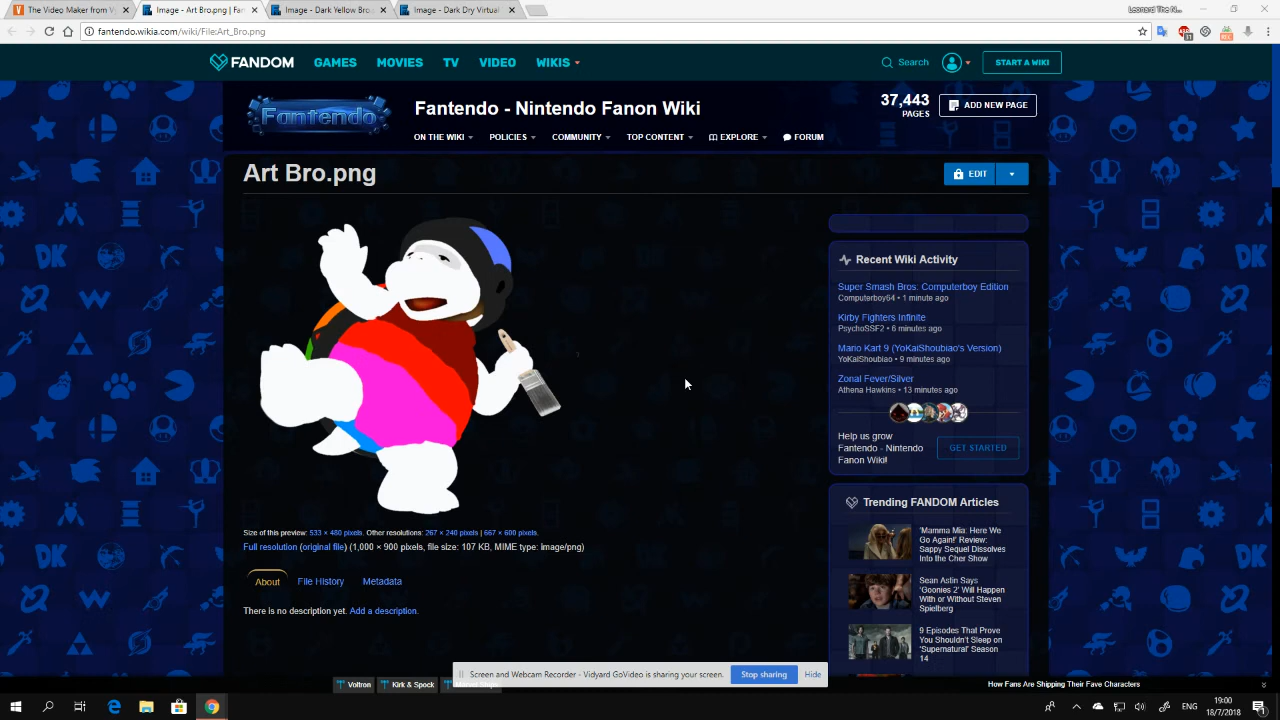 The Video Maker from Vy
Image - Art Bro.png | Fan
Image - Dark Yellow Bro
Image - Dark Dry Virtual
Leonard The N...
fantendo.wikia.com/wiki/File:Art_Bro.png
FANDOM
GAMES
MOVIES
TV
VIDEO
WIKIS
Search
START A WIKI
Fantendo
Fantendo - Nintendo Fanon Wiki
37,443
PAGES
ADD NEW PAGE
ON THE WIKI
POLICIES
COMMUNITY
TOP CONTENT
EXPLORE
FORUM
Art Bro.png
EDIT
Recent Wiki Activity
Super Smash Bros. Computerboy Edition
Computerboy64 • 1 minute ago
Kirby Fighters Infinite
PsychoSSF2 • 6 minutes ago
Mario Kart 9 (YoKaiShoubiao's Version)
YoKaiShoubiao • 9 minutes ago
Zonal Fever/Silver
Athena Hawkins • 13 minutes ago
Help us grow
Fantendo - Nintendo
Fanon Wiki!
GET STARTED
Trending FANDOM Articles
'Mamma Mia: Here We
Go Again!' Review:
Sappy Sequel Dissolves
Into the Cher Show
Sean Astin Says
'Goonies 2' Will Happen
With or Without Steven
Spielberg
9 Episodes That Prove
You Shouldn't Sleep on
'Supernatural' Season
14
Size of this preview: 533 × 480 pixels. Other resolutions: 267 × 240 pixels | 667 × 600 pixels.
Full resolution (original file) (1,000 × 900 pixels, file size: 107 KB, MIME type: image/png)
About
File History
Metadata
There is no description yet. Add a description.
Screen and Webcam Recorder - Vidyard GoVideo is sharing your screen.
Stop sharing
Hide
Voltron
Kirk & Spock
How Fans Are Shipping Their Fave Characters
ENG
19:00
18/7/2018